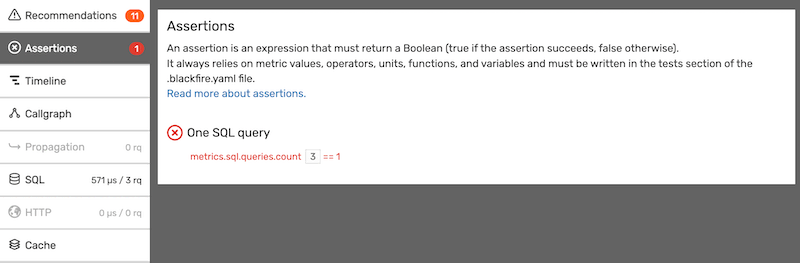 Recommendations 11
Assertions 1
Timeline
Callgraph
Propagation 0 rq
SQL 571 µs / 3 rq
HTTP 0 µs / 0 rq
Cache
Assertions
An assertion is an expression that must return a Boolean (true if the assertion succeeds, false otherwise).
It always relies on metric values, operators, units, functions, and variables and must be written in the tests section of the
.blackfire.yaml file.
Read more about assertions.
One SQL query
metrics.sql.queries.count 3 == 1